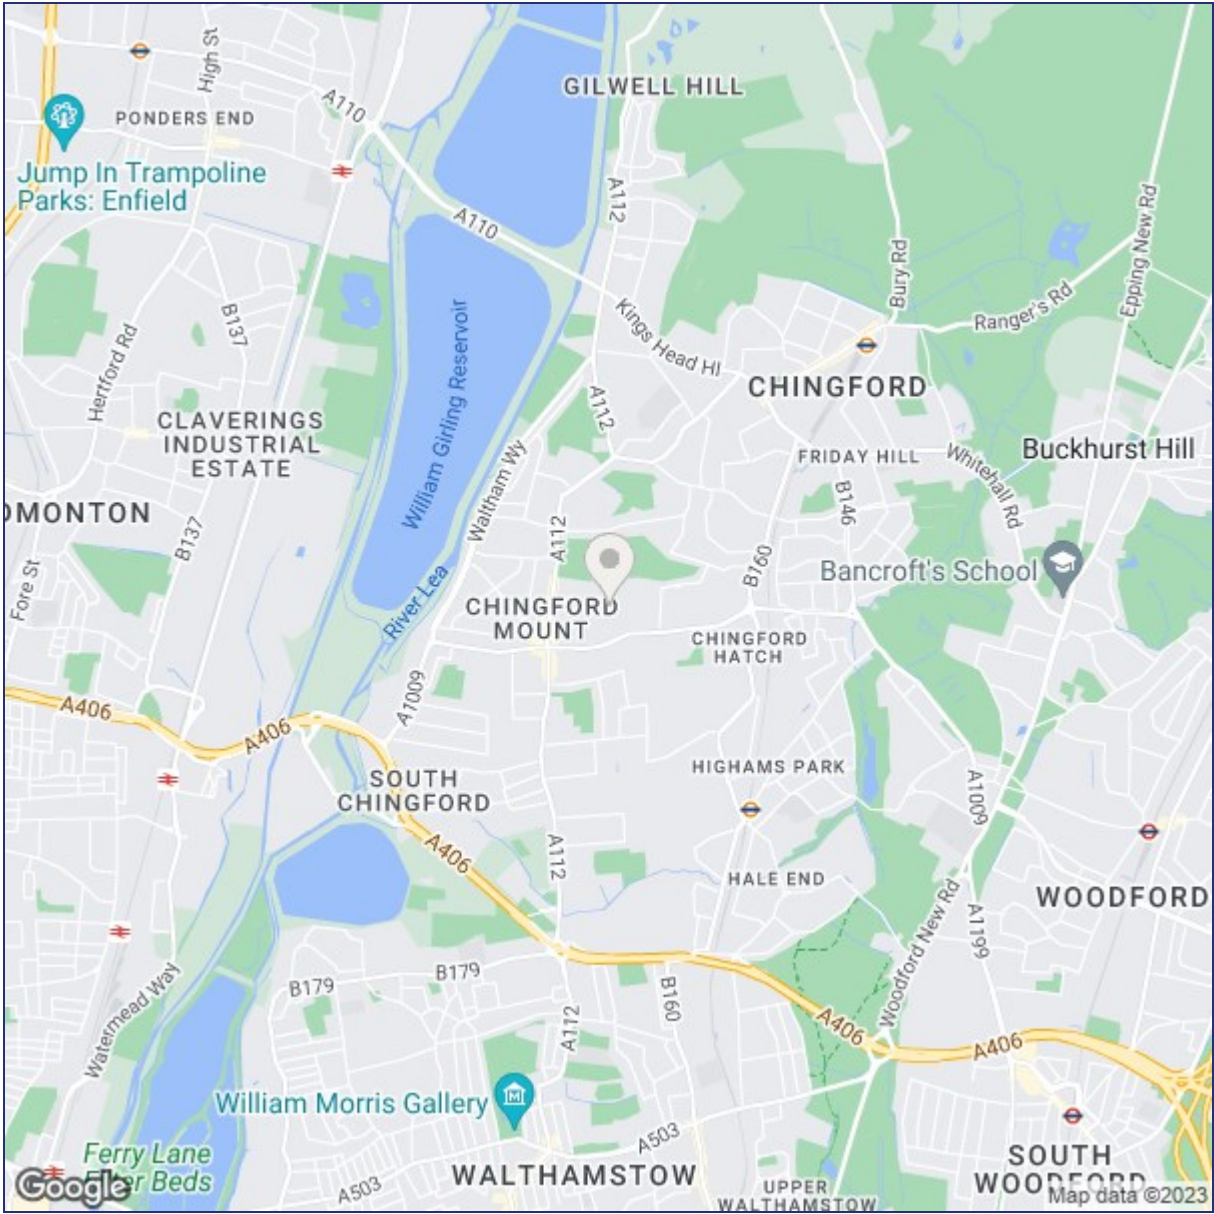 High St
GILWELL HILL
A110
PONDERS END
Jump In Trampoline
Parks: Enfield
A112
A110
Epping New Rd
Bury Rd
Ranger's Rd
B137
Hertford Rd
William Girling Reservoir
Kings Head Hl
CHINGFORD
A112
CLAVERINGS
INDUSTRIAL
ESTATE
Waltham Wy
FRIDAY HILL
Whitehall Rd
Buckhurst Hill
DMONTON
B137
A112
B146
B160
Bancroft's School
Fore St
River Lea
CHINGFORD
MOUNT
CHINGFORD
HATCH
A1009
A406
A406
SOUTH
CHINGFORD
HIGHAMS PARK
A1009
A406
A112
HALE END
WOODFORD
Woodford New Rd
A1199
B179
B179
B160
Watermead Way
A112
A406
A406
William Morris Gallery
A503
Ferry Lane
Filter Beds
A503
WALTHAMSTOW
UPPER
WALTHAMSTOW
SOUTH
WOODFORD
Google
Map data ©2023